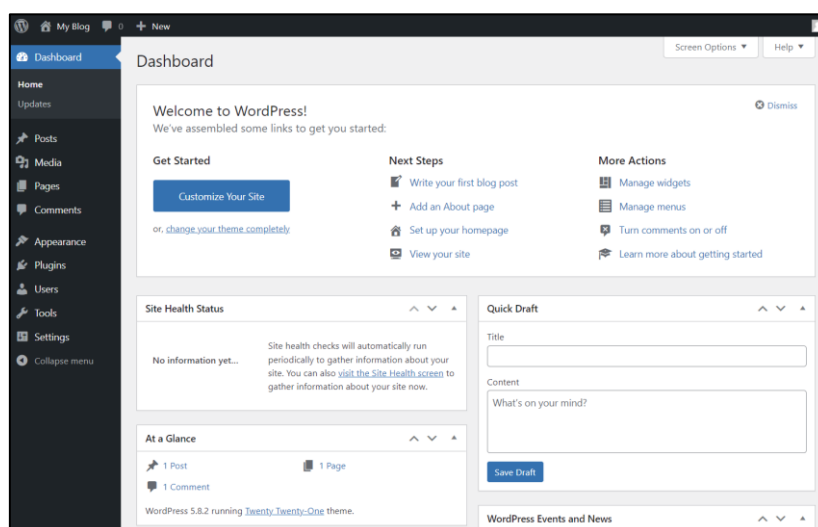 My Blog 0 New
Screen Options Help
Dashboard
Home
Updates
Posts
Media
Pages
Comments
Appearance
Plugins
Users
Tools
Settings
Collapse menu
Dashboard
Welcome to WordPress!
Dismiss
We've assembled some links to get you started:
Get Started
Customize Your Site
or, change your theme completely
Next Steps
Write your first blog post
Add an About page
Set up your homepage
View your site
More Actions
Manage widgets
Manage menus
Turn comments on or off
Learn more about getting started
Site Health Status
No information yet...
Site health checks will automatically run
periodically to gather information about your
site. You can also visit the Site Health screen to
gather information about your site now.
At a Glance
1 Post
1 Page
1 Comment
WordPress 5.8.2 running Twenty Twenty-One theme.
Quick Draft
Title
Content
What's on your mind?
Save Draft
WordPress Events and News